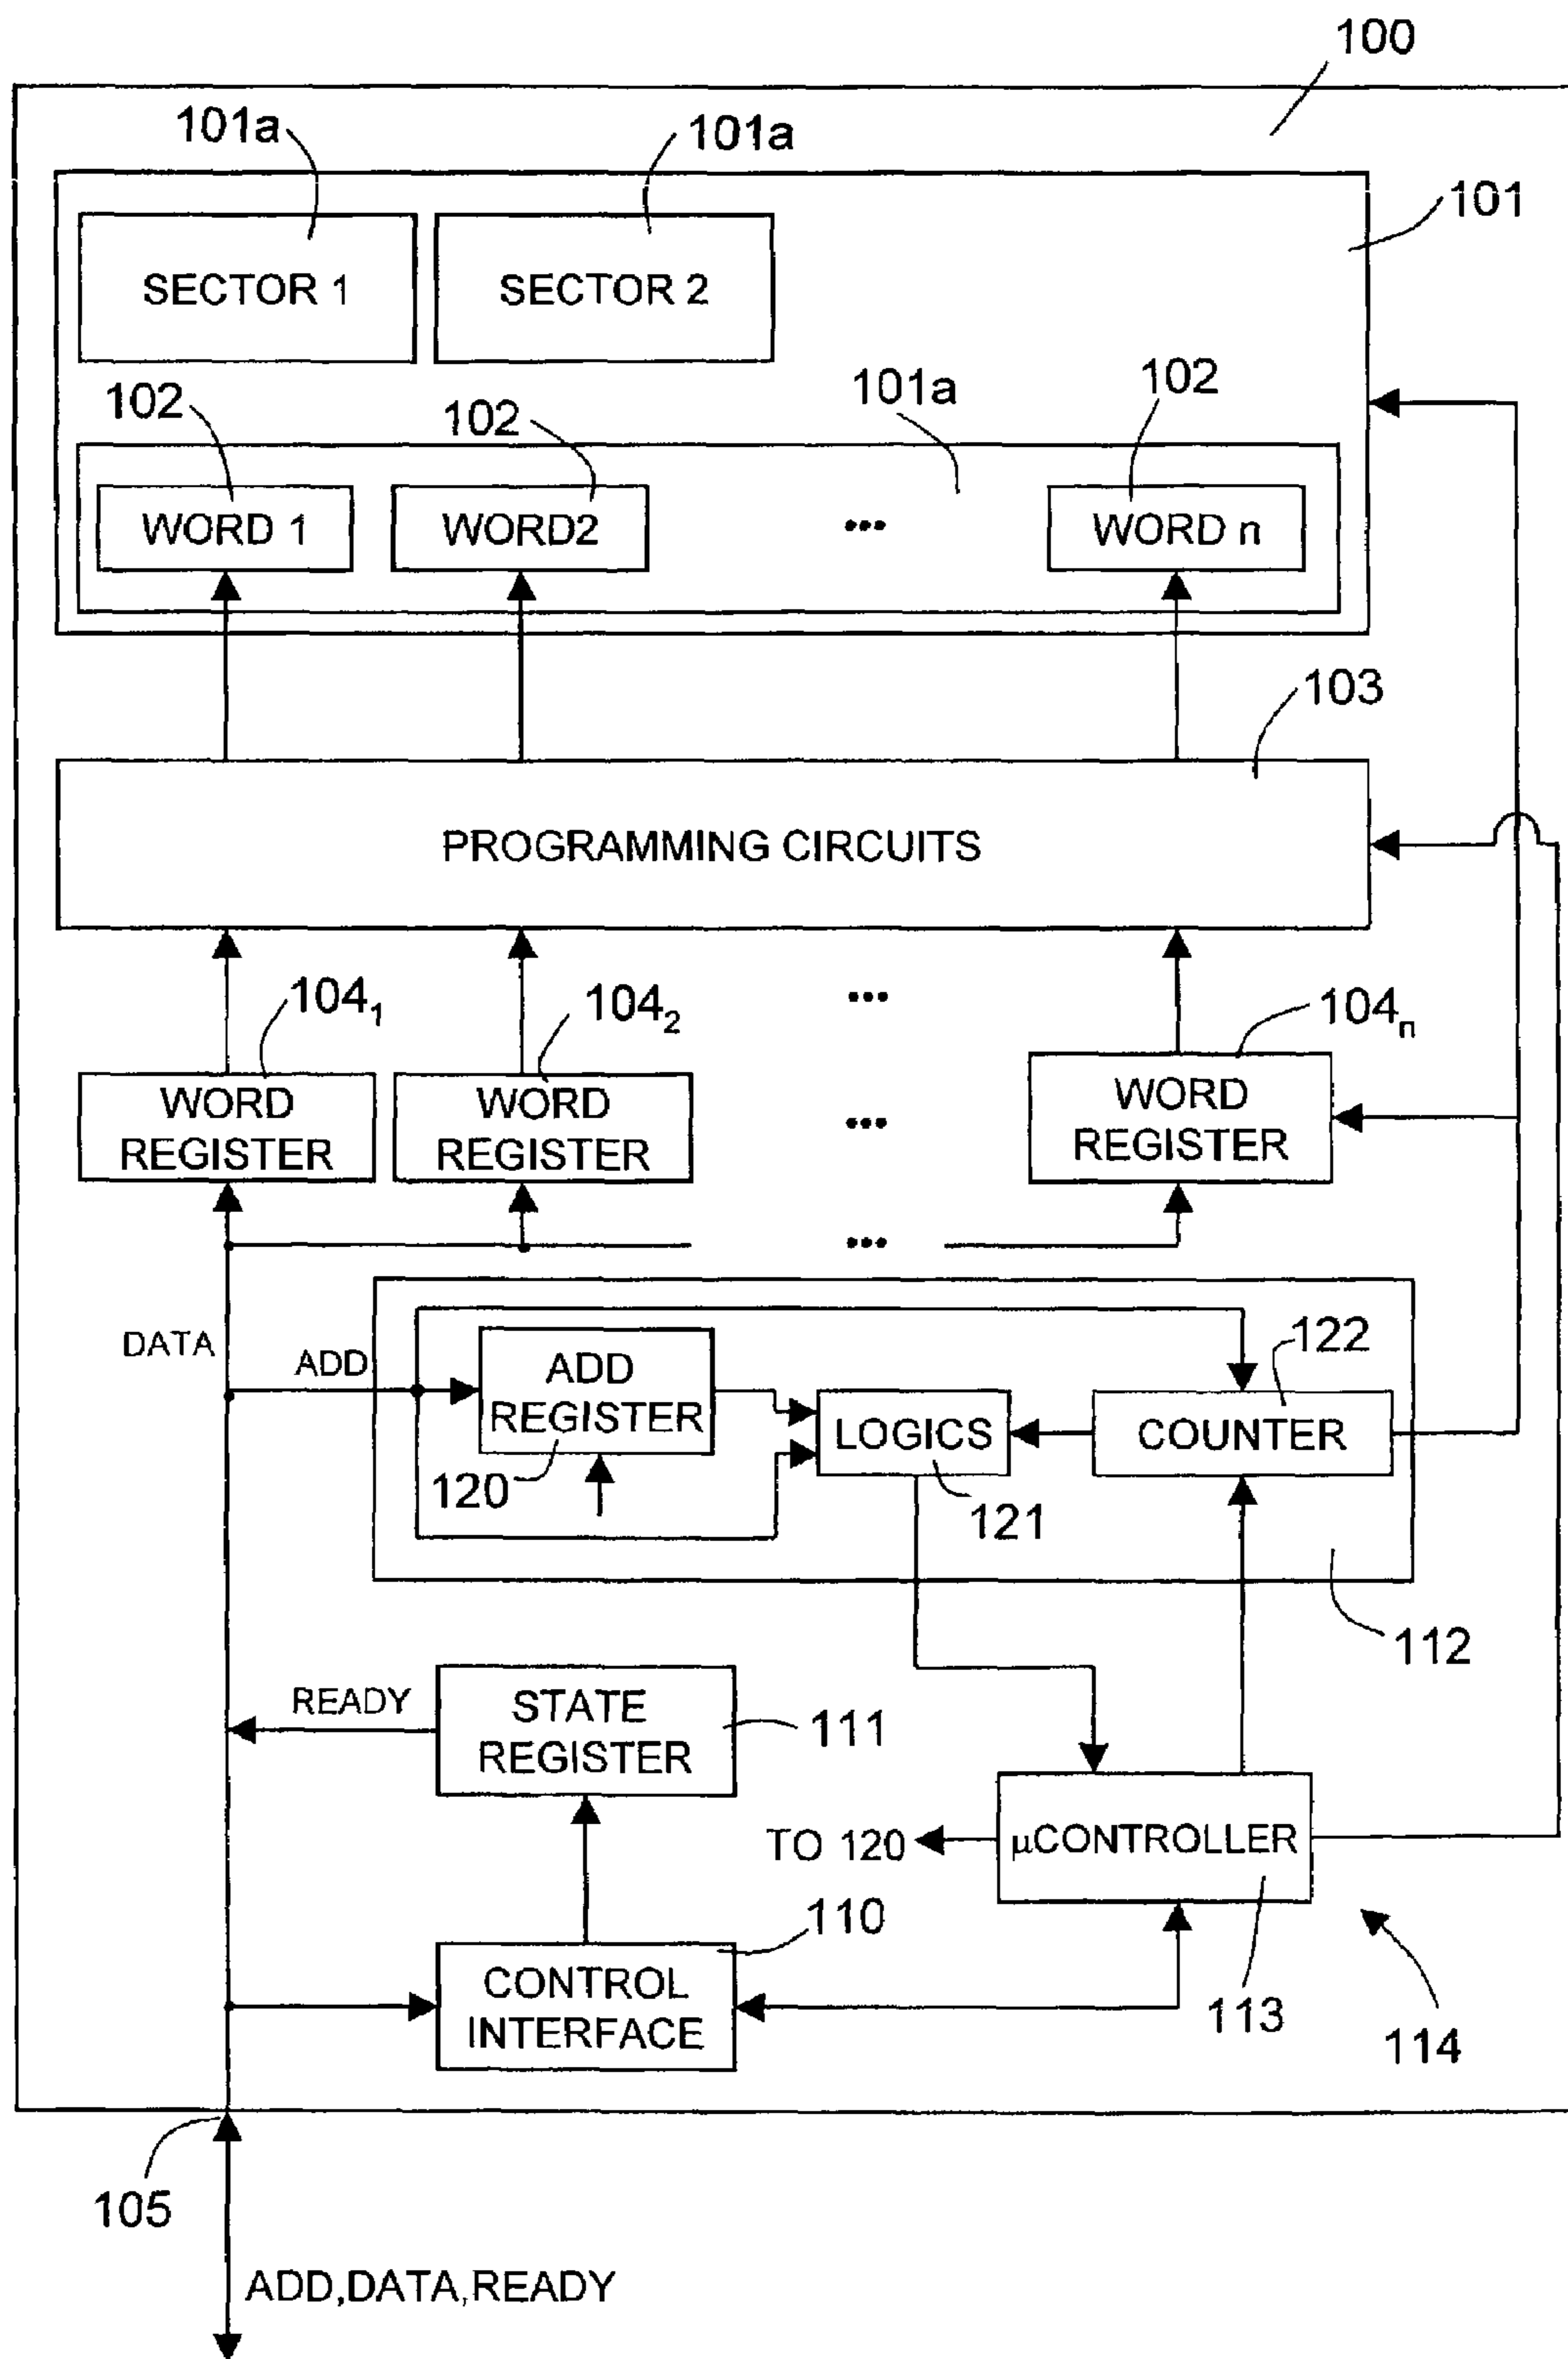 100
101a
101a
101
SECTOR 1
SECTOR 2
102
102
101a
102
WORD 1
WORD2
...
WORD n
103
PROGRAMMING CIRCUITS
104₁
104₂
...
104ₙ
WORD
REGISTER
WORD
REGISTER
...
WORD
REGISTER
...
DATA
ADD
ADD
REGISTER
120
LOGICS
121
122
COUNTER
112
READY
STATE
REGISTER
111
TO 120
µCONTROLLER
113
114
110
CONTROL
INTERFACE
105
ADD,DATA,READY